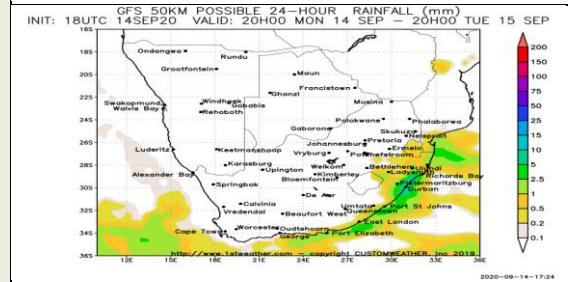 GFS 50KM POSSIBLE 24-HOUR RAINFALL (mm)
INIT: 18UTC 14SEP20 VALID: 20H00 MON 14 SEP - 20H00 TUE 15 SEP
16S
18S
20S
22S
24S
26S
28S
30S
32S
34S
36S
Ondangwa
Rundu
Grootfontein
Maun
Francistown
Ghanzi
Windhoek
Gobabis
Swakopmund
Walvis Bay
Rehoboth
Musina
Polokwane
Phalaborwa
Gaborone
Skukuza
Nelspruit
Pretoria
Johannesburg
Ermelo
Luderitz
Keetmanshoop
Vryburg
Potchefstroom
Karasburg
Upington
Welkom
Bethlehem
Ulundi
Ladysmith
Richards Bay
Alexander Bay
Kimberley
Bloemfontein
Pietermaritzburg
Durban
Springbok
De Aar
Calvinia
Vredendal
Beaufort West
Umtata
Port St Johns
Queenstown
East London
Cape Town
Worcester
Oudtshoorn
George
Port Elizabeth
http://www.1stweather.com - copyright CUSTOMWEATHER, Inc 2019
12E
15E
18E
21E
24E
27E
30E
33E
36E
200
150
100
75
50
25
15
10
5
2.5
1
0.5
0.2
0.1
2020-09-14-17:24